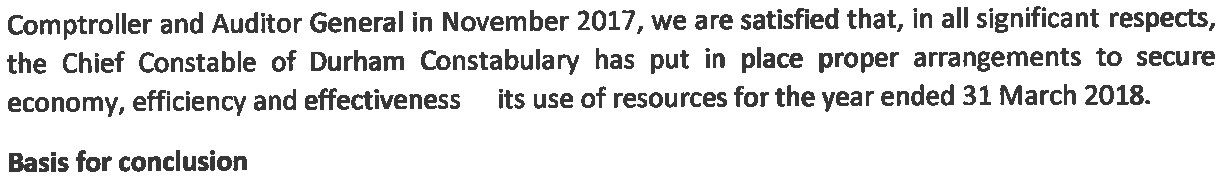 Comptroller and Auditor General in November 2017, we are satisfied that, in all significant respects,
the Chief Constable of Durham Constabulary has put in place proper arrangements to secure
economy, efficiency and effectiveness its use of resources for the year ended 31 March 2018.
Basis for conclusion